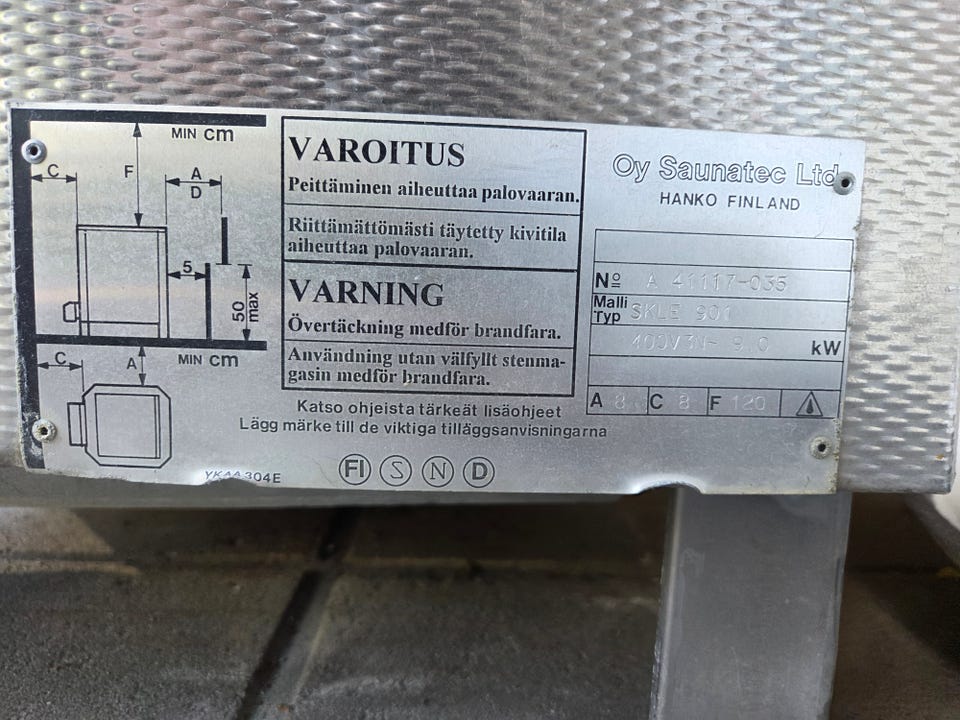 MIN cm
C
F
A
D
5
50 max
MIN cm
C
A
YKAA304E
VAROITUS
Peittäminen aiheuttaa palovaaran.
Riittämättömästi täytetty kivitila
aiheuttaa palovaaran.
VARNING
Övertäckning medför brandfara.
Användning utan välfyllt stenma-
gasin medför brandfara.
Katso ohjeista tärkeät lisäohjeet
Lägg märke till de viktiga tilläggsanvisningarna
FI S N D
Oy Saunatec Ltd
HANKO FINLAND
Nº A 41117-035
Malli
Typ SKLE 901
400V3N~ 9.0 kW
A 8 C 8 F 120